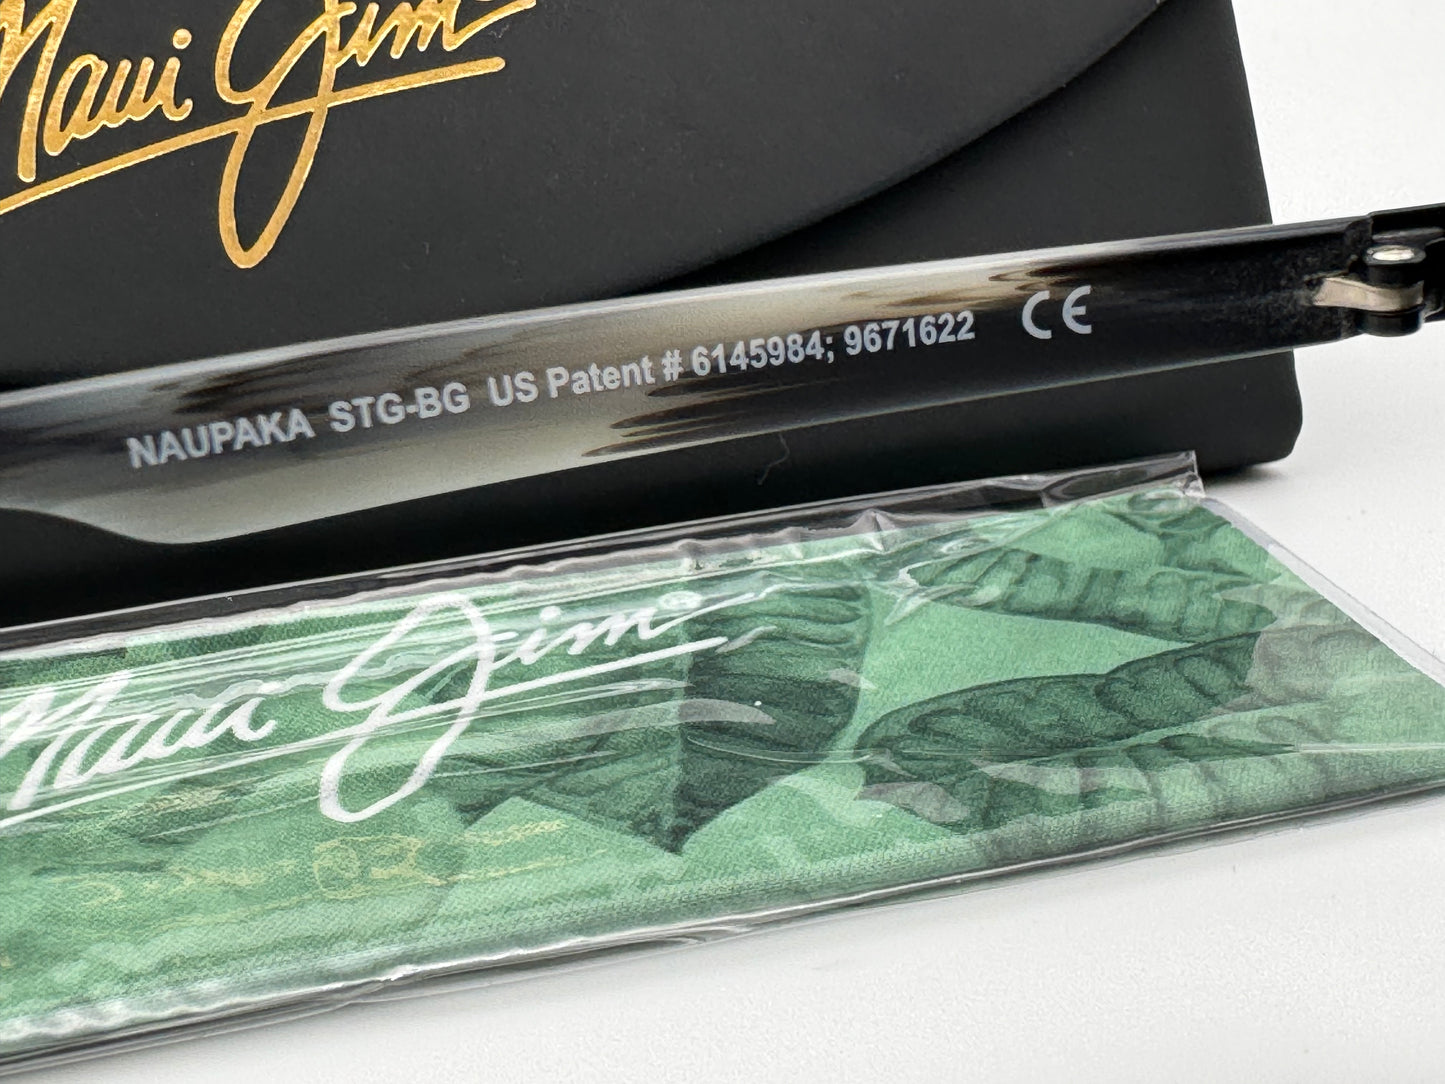 Maui Jim
NAUPAKA STG-BG US Patent # 6145984; 9671622 CE
Maui Jim®